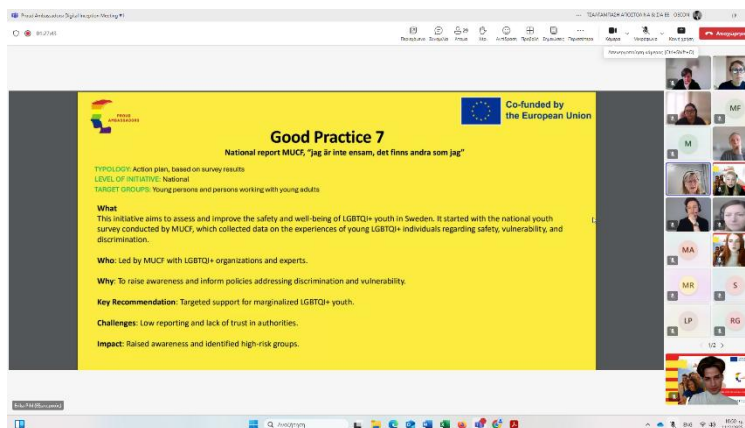 Proud Ambassadors Digital Inception Meeting
PROUD
AMBASSADORS
Co-funded by
the European Union
Good Practice 7
National report MUCF, "jag är inte ensam, det finns andra som jag"
TYPOLOGY: Action plan, based on survey results
LEVEL OF INITIATIVE: National
TARGET GROUPS: Young persons and persons working with young adults
What
This initiative aims to assess and improve the safety and well-being of LGBTQI+ youth in Sweden. It started with the national youth
survey conducted by MUCF, which collected data on the experiences of young LGBTQI+ individuals regarding safety, vulnerability, and
discrimination.
Who: Led by MUCF with LGBTQI+ organizations and experts.
Why: To raise awareness and inform policies addressing discrimination and vulnerability.
Key Recommendation: Targeted support for marginalized LGBTQI+ youth.
Challenges: Low reporting and lack of trust in authorities.
Impact: Raised awareness and identified high-risk groups.
MF
M
MA
MR
S
LP
RG
1/2
Αναζήτηση